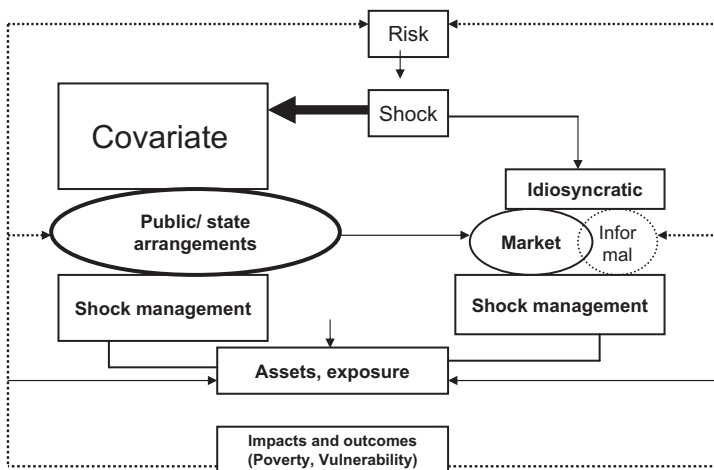 Risk
Shock
Covariate
Idiosyncratic
Public/ state
arrangements
Market
Infor
mal
Shock management
Shock management
Assets, exposure
Impacts and outcomes
(Poverty, Vulnerability)